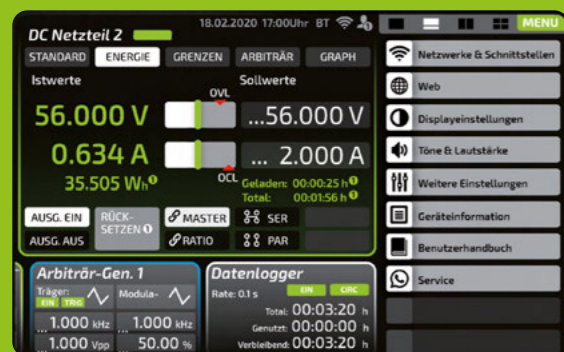 DC Netzteil 2 18.02.2020 17:00Uhr BT MENU
STANDARD ENERGIE GRENZEN ARBITRÄR GRAPH
Istwerte Sollwerte
OVL
56.000 V ...56.000 V
0.634 A ... 2.000 A
OCL
35.505 Wh Geladen: 00:00:25 h
Total: 00:01:56 h
AUSG. EIN RÜCK-SETZEN MASTER SER
AUSG. AUS RATIO PAR
Arbiträr-Gen. 1
Träger: Modula-
EIN TRIG
... 1.000 kHz ... 1.000 kHz
... 1.000 Vpp 50.00 %
Datenlogger
Rate: 0.1 s EIN CIRC
Total: 00:03:20 h
Genutzt: 00:00:00 h
Verbleibend: 00:03:20 h
Netzwerke & Schnittstellen
Web
Displayeinstellungen
Töne & Lautstärke
Weitere Einstellungen
Geräteinformation
Benutzerhandbuch
Service